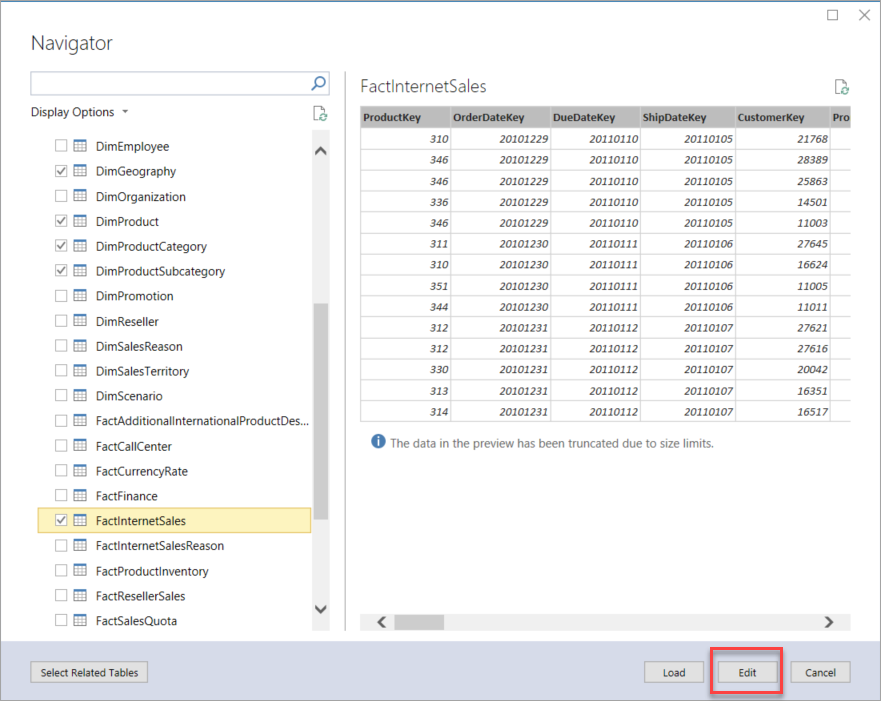 Navigator
Display Options
DimEmployee
DimGeography
DimOrganization
DimProduct
DimProductCategory
DimProductSubcategory
DimPromotion
DimReseller
DimSalesReason
DimSalesTerritory
DimScenario
FactAdditionalInternationalProductDes...
FactCallCenter
FactCurrencyRate
FactFinance
FactInternetSales
FactInternetSalesReason
FactProductInventory
FactResellerSales
FactSalesQuota
FactInternetSales
ProductKey OrderDateKey DueDateKey ShipDateKey CustomerKey Pro
310 20101229 20110110 20110105 21768
346 20101229 20110110 20110105 28389
346 20101229 20110110 20110105 25863
336 20101229 20110110 20110105 14501
346 20101229 20110110 20110105 11003
311 20101230 20110111 20110106 27645
310 20101230 20110111 20110106 16624
351 20101230 20110111 20110106 11005
344 20101230 20110111 20110106 11011
312 20101231 20110112 20110107 27621
312 20101231 20110112 20110107 27616
330 20101231 20110112 20110107 20042
313 20101231 20110112 20110107 16351
314 20101231 20110112 20110107 16517
The data in the preview has been truncated due to size limits.
Select Related Tables Load Edit Cancel